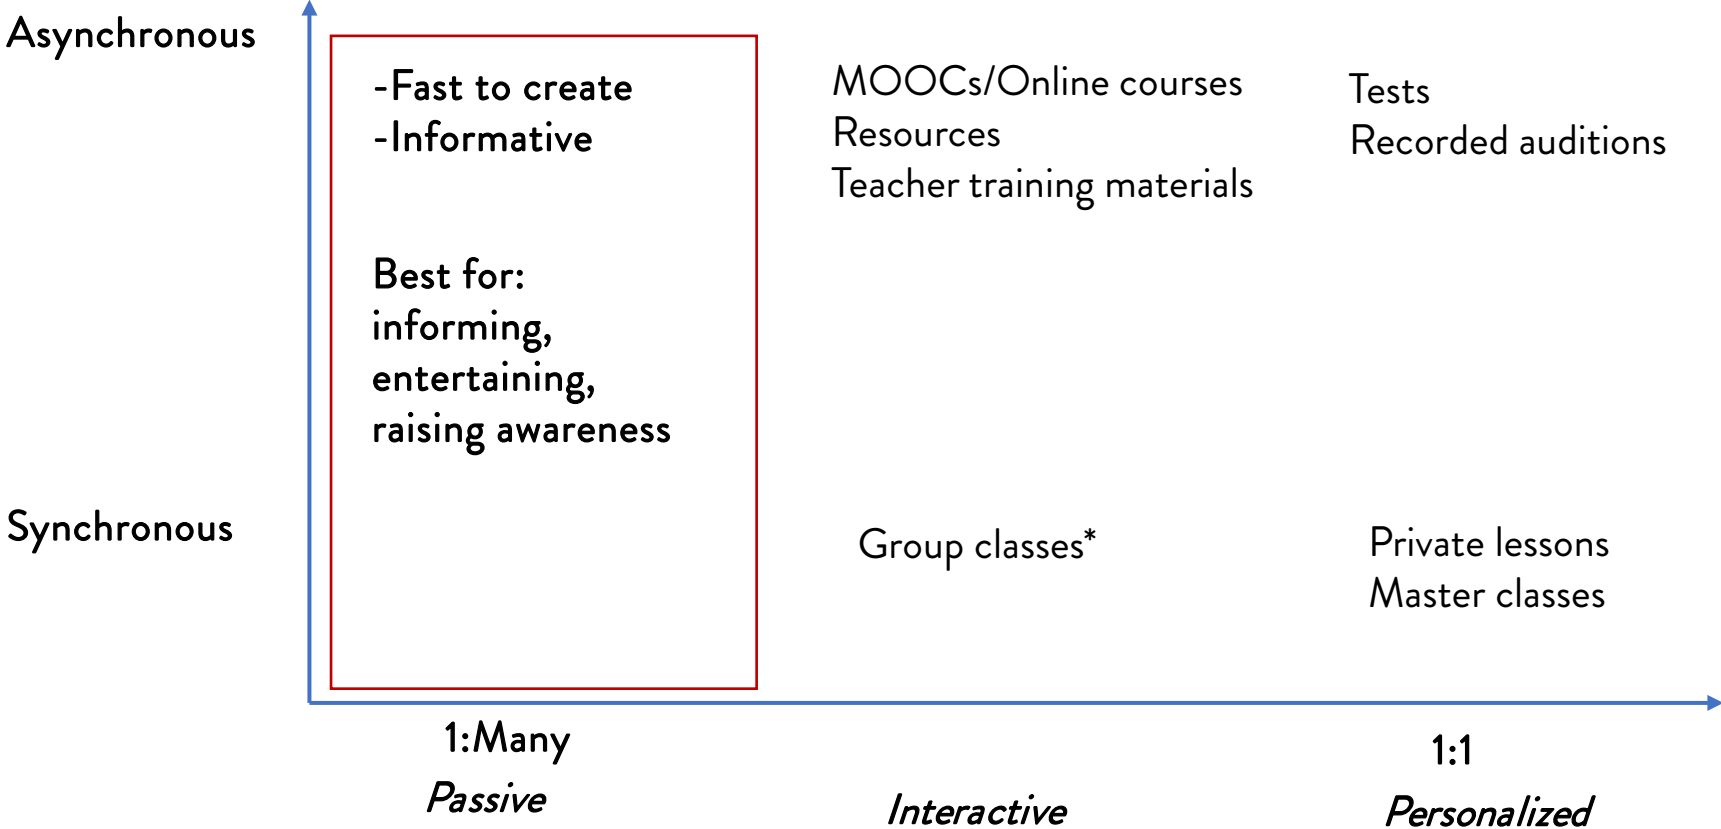 Asynchronous
-Fast to create
-Informative
Best for:
informing,
entertaining,
raising awareness
MOOCs/Online courses
Resources
Teacher training materials
Tests
Recorded auditions
Synchronous
Group classes*
Private lessons
Master classes
1:Many
Passive
Interactive
1:1
Personalized